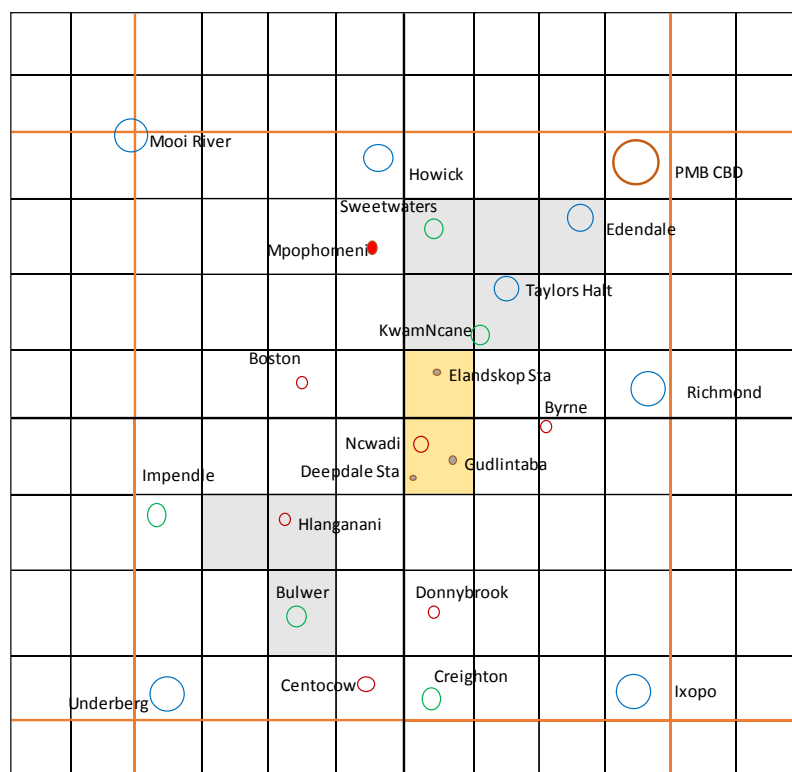 Mooi River
Howick
PMB CBD
Sweetwaters
Edendale
Mpophomeni
Taylors Halt
KwamNcane
Boston
Elandskop Sta
Richmond
Byrne
Ncwadi
Gudlintaba
Deepdale Sta
Impendle
Hlanganani
Bulwer
Donnybrook
Centocow
Creighton
Ixopo
Underberg